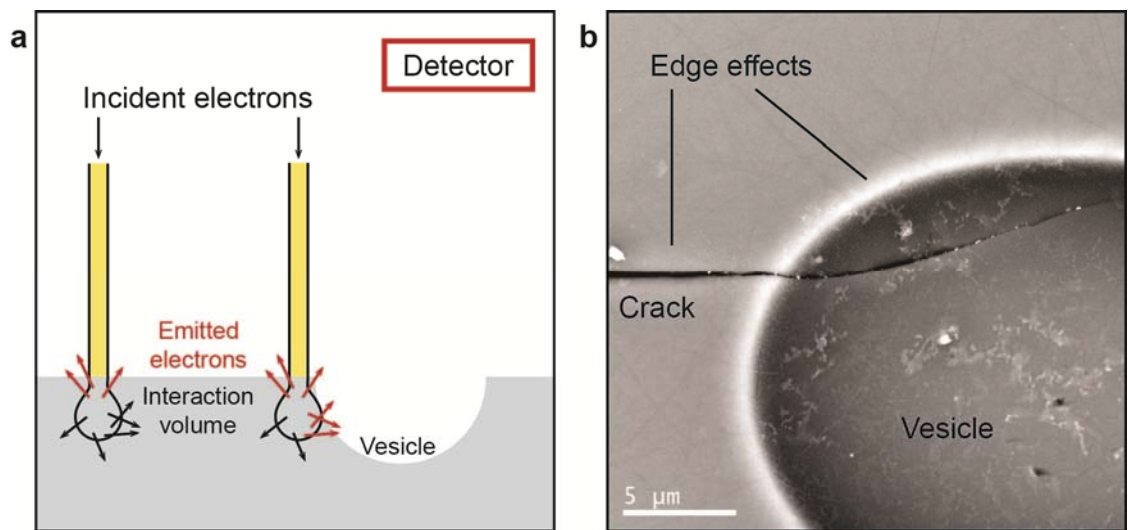 a
Detector
Incident electrons
Emitted
electrons
Interaction
volume
Vesicle
b
Edge effects
Crack
Vesicle
5 µm